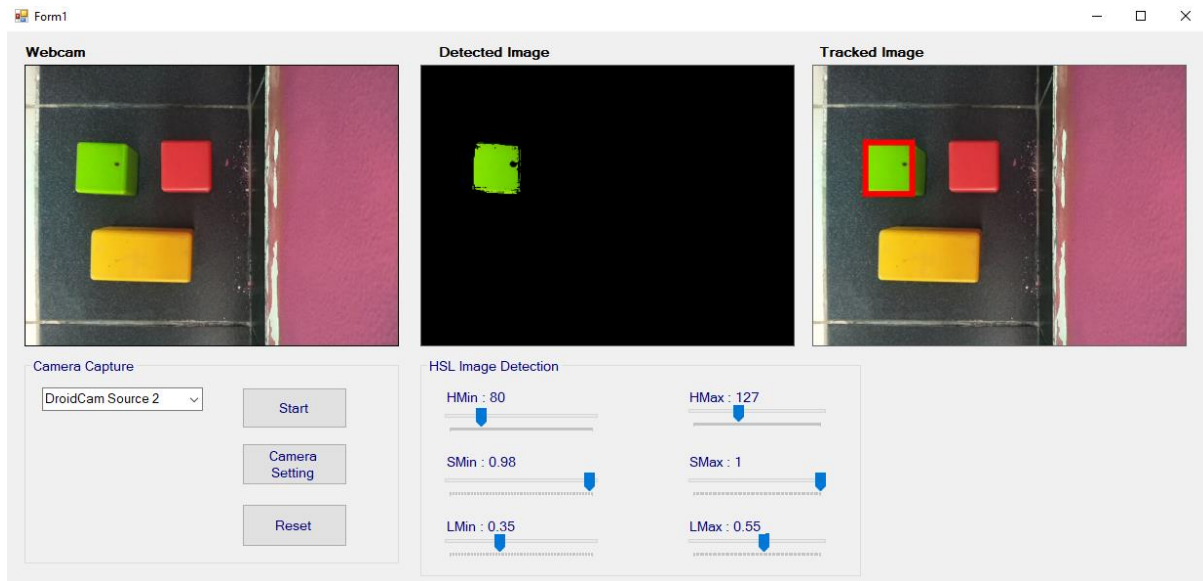 Form1
Webcam
Detected Image
Tracked Image
Camera Capture
DroidCam Source 2
Start
Camera
Setting
Reset
HSL Image Detection
HMin : 80
HMax : 127
SMin : 0.98
SMax : 1
LMin : 0.35
LMax : 0.55